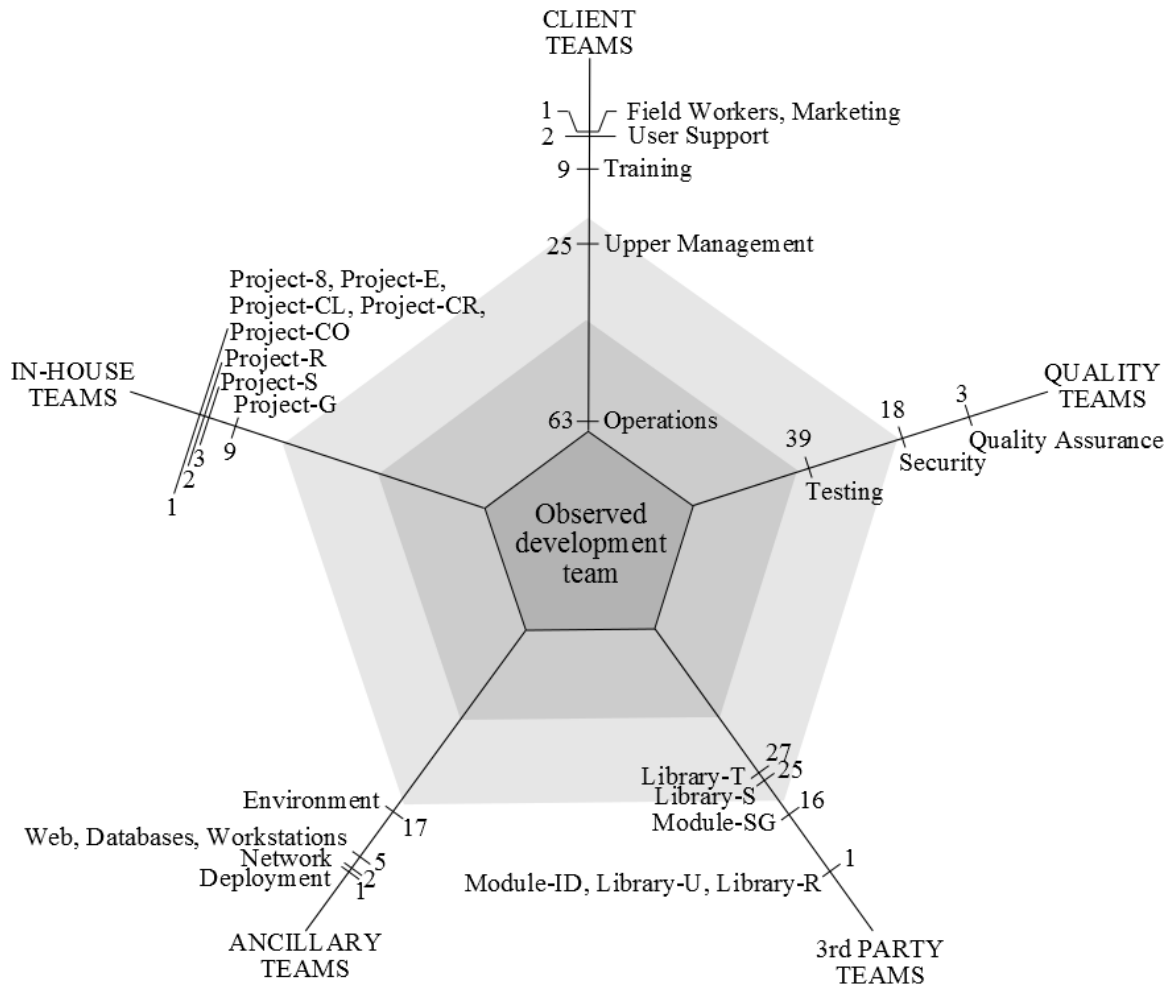 CLIENT
TEAMS
1 Field Workers, Marketing
2 User Support
9 Training
25 Upper Management
63 Operations
Project-8, Project-E,
Project-CL, Project-CR,
Project-CO
Project-R
Project-S
Project-G
IN-HOUSE
TEAMS
9
3
2
1
QUALITY
TEAMS
3
Quality Assurance
18
Security
39
Testing
Observed
development
team
27
Library-T
25
Library-S
16
Module-SG
1
Module-ID, Library-U, Library-R
3rd PARTY
TEAMS
Environment
17
Web, Databases, Workstations
5
Network
2
Deployment
1
ANCILLARY
TEAMS